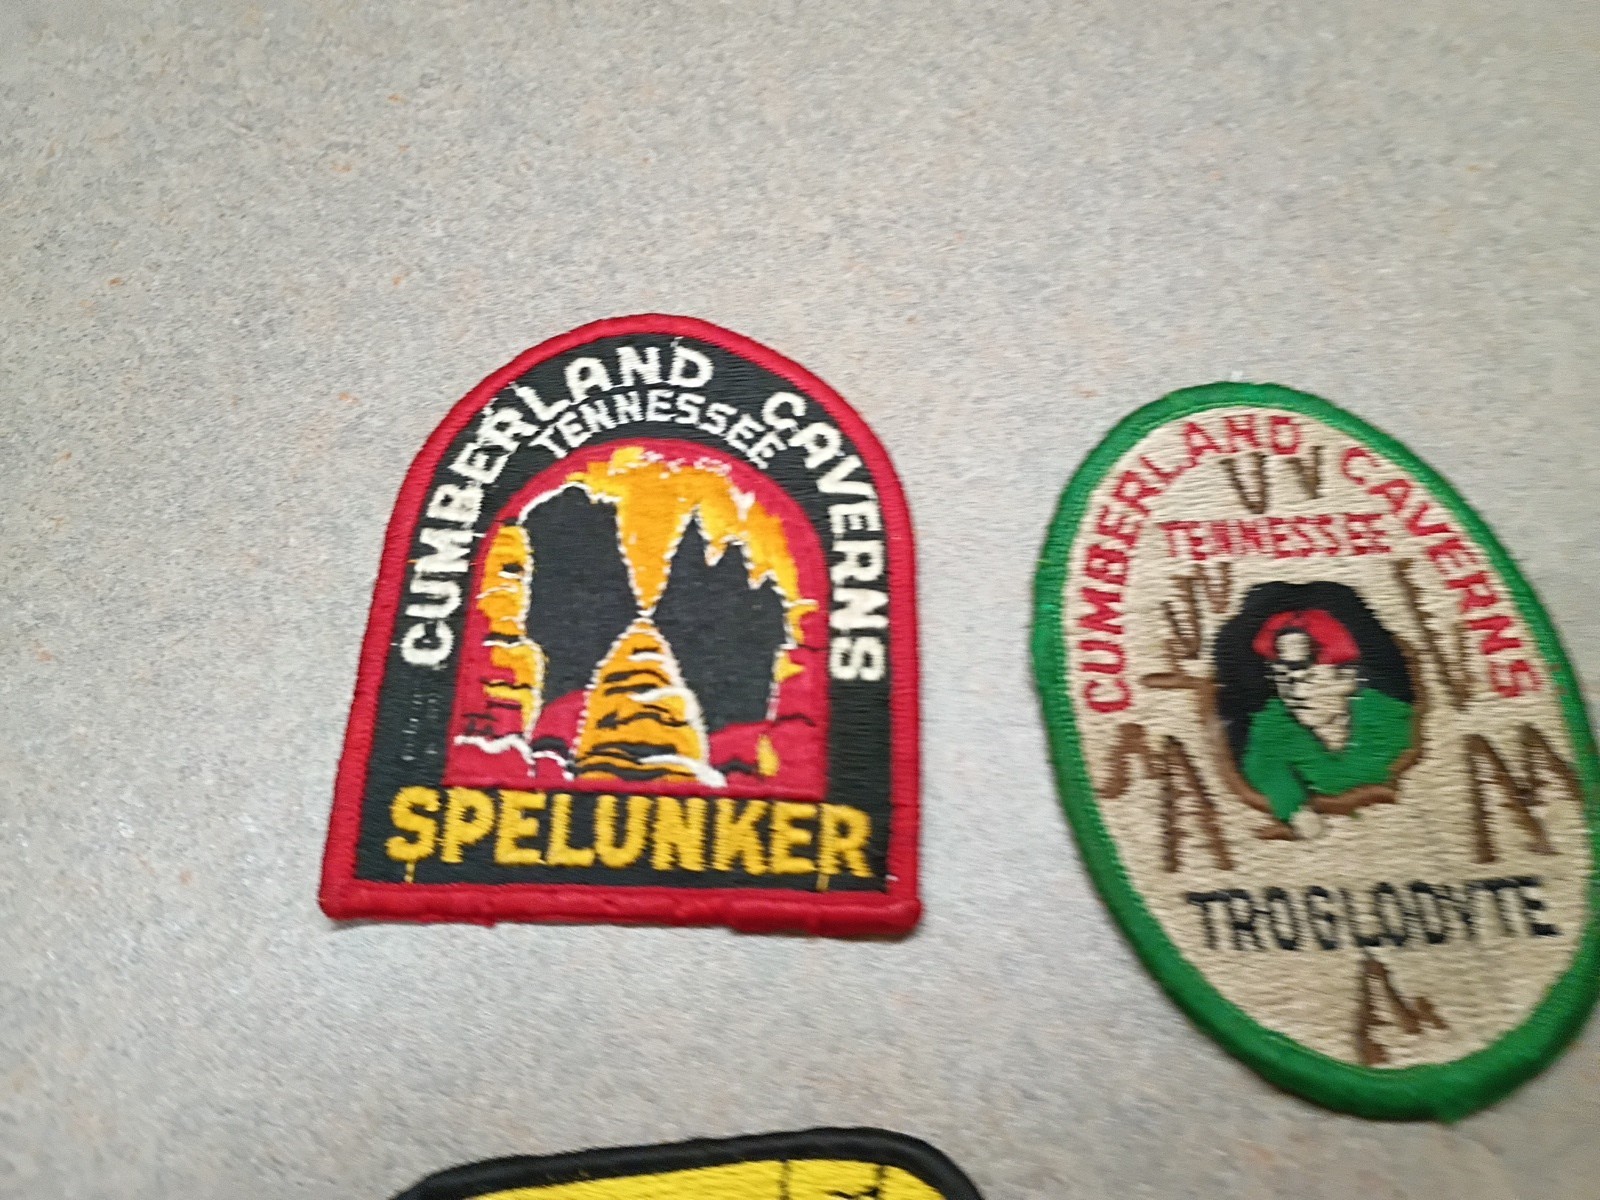 CUMBERLAND CAVERNS
TENNESSEE
SPELUNKER
CUMBERLAND CAVERNS
TENNESSEE
TROGLODYTE